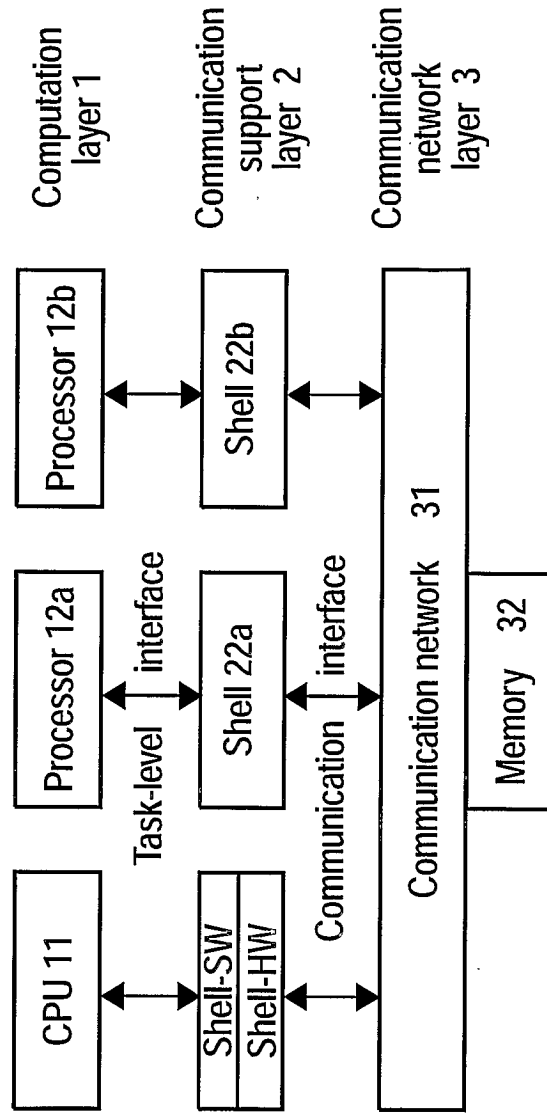 CPU 11
Processor 12a
Processor 12b
Computation
layer 1
Task-level interface
Shell-SW
Shell-HW
Shell 22a
Shell 22b
Communication
support
layer 2
Communication interface
Communication network 31
Communication
network
layer 3
Memory 32